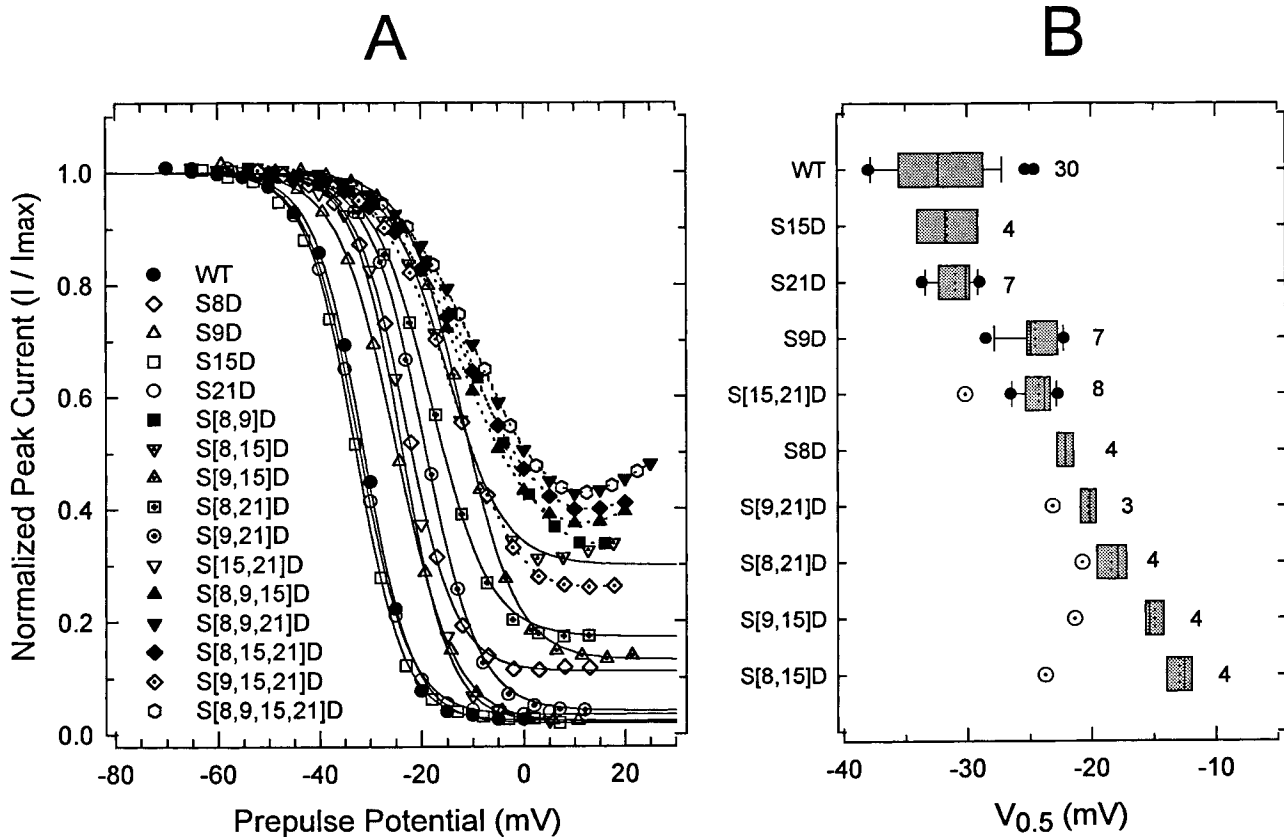 A
Normalized Peak Current (I / Imax)
1.0
0.8
0.6
0.4
0.2
0.0
WT
S8D
S9D
S15D
S21D
S[8,9]D
S[8,15]D
S[9,15]D
S[8,21]D
S[9,21]D
S[15,21]D
S[8,9,15]D
S[8,9,21]D
S[8,15,21]D
S[9,15,21]D
S[8,9,15,21]D
-80 -60 -40 -20 0 20
Prepulse Potential (mV)
B
WT 30
S15D 4
S21D 7
S9D 7
S[15,21]D 8
S8D 4
S[9,21]D 3
S[8,21]D 4
S[9,15]D 4
S[8,15]D 4
-40 -30 -20 -10
V0.5 (mV)